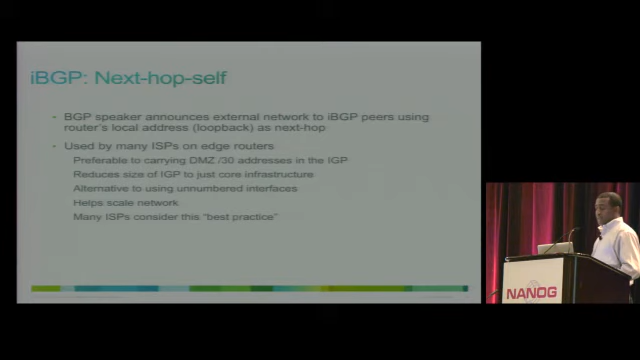 iBGP: Next-hop-self
- BGP speaker announces external network to iBGP peers using
router's local address (loopback) as next-hop
- Used by many ISPs on edge routers
Preferable to carrying DMZ /30 addresses in the IGP
Reduces size of IGP to just core infrastructure
Alternative to using unnumbered interfaces
Helps scale network
Many ISPs consider this "best practice"
NANOG